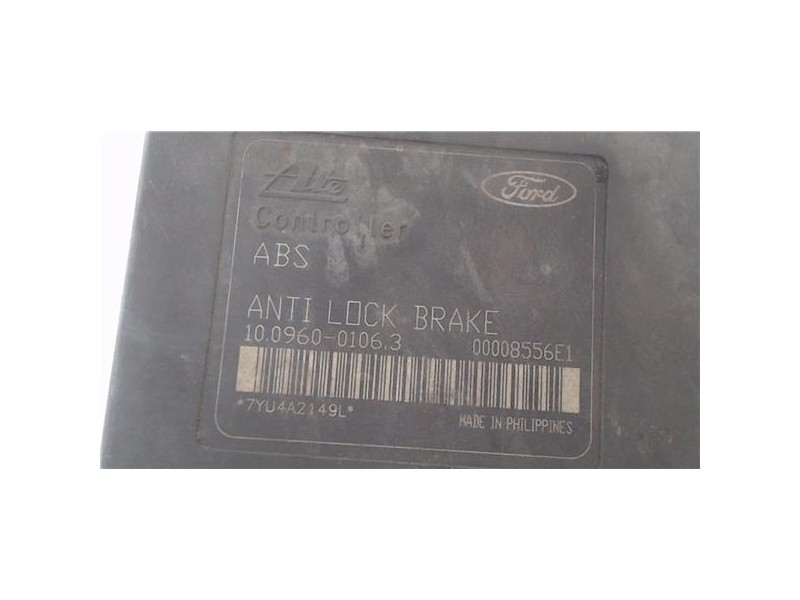 Ate
Ford
Controller
ABS
ANTI LOCK BRAKE
10.0960-0106.3 00008556E1
*7YU4A2149L*
MADE IN PHILIPPINES